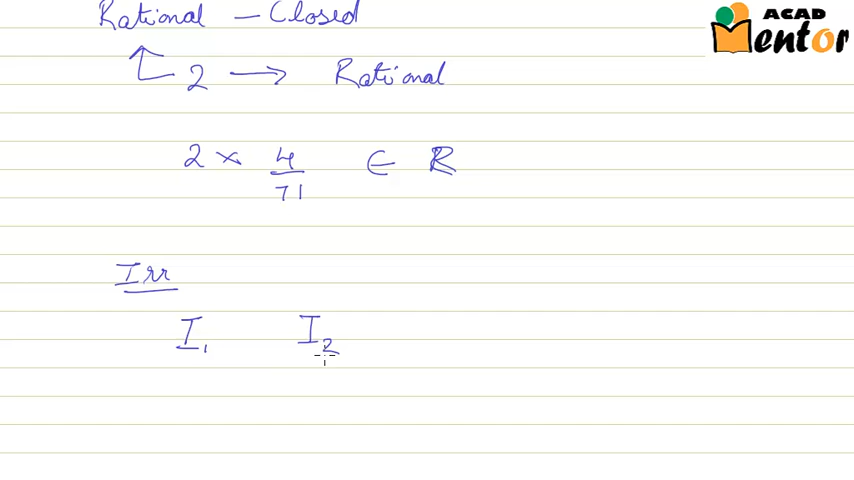 Rational – Closed
ACAD
Mentor
2 → Rational
2 × 4/71 ∈ R
Irr
I₁ I₂